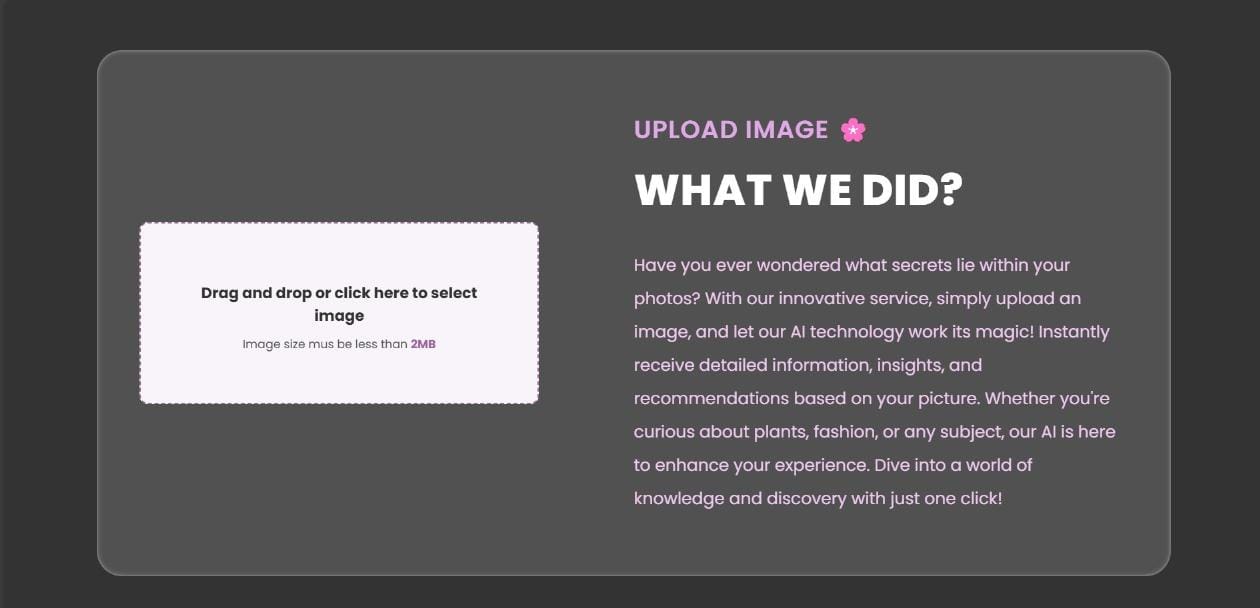 UPLOAD IMAGE
WHAT WE DID?
Have you ever wondered what secrets lie within your
photos? With our innovative service, simply upload an
image, and let our AI technology work its magic! Instantly
receive detailed information, insights, and
recommendations based on your picture. Whether you're
curious about plants, fashion, or any subject, our AI is here
to enhance your experience. Dive into a world of
knowledge and discovery with just one click!
Drag and drop or click here to select
image
Image size mus be less than 2MB